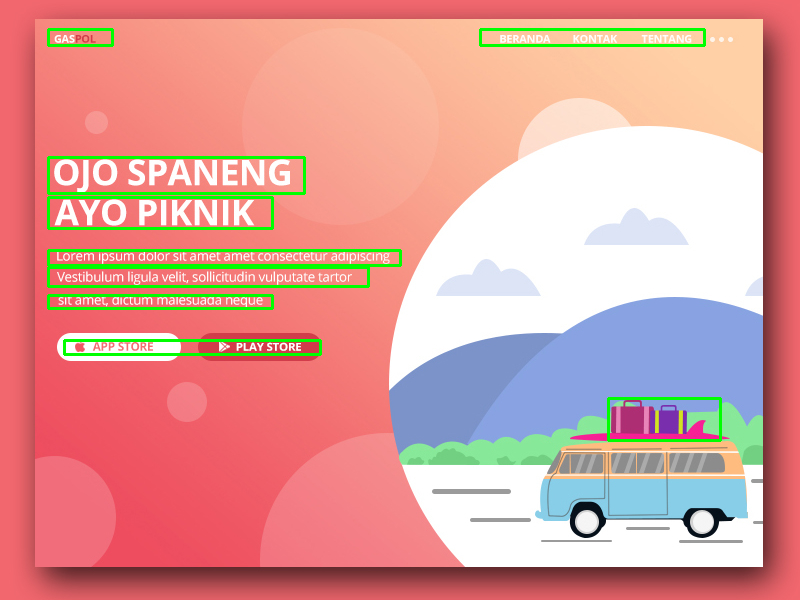 GASPOL
BERANDA KONTAK TENTANG
OJO SPANENG
AYO PIKNIK
Lorem ipsum dolor sit amet amet consectetur adipiscing
Vestibulum ligula velit, sollicitudin vulputate tartor
sit amet, dictum malesuada neque
APP STORE PLAY STORE